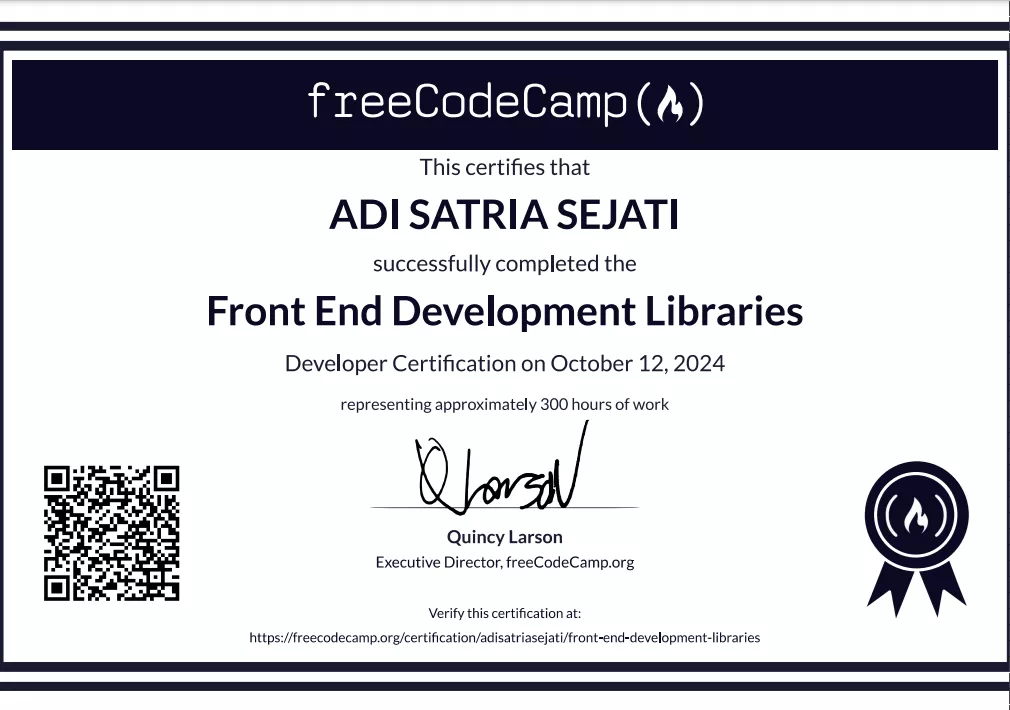 freeCodeCamp(🔥)
This certifies that
ADI SATRIA SEJATI
successfully completed the
Front End Development Libraries
Developer Certification on October 12, 2024
representing approximately 300 hours of work
Q Larson
Quincy Larson
Executive Director, freeCodeCamp.org
Verify this certification at:
https://freecodecamp.org/certification/adisatriasejati/front-end-development-libraries